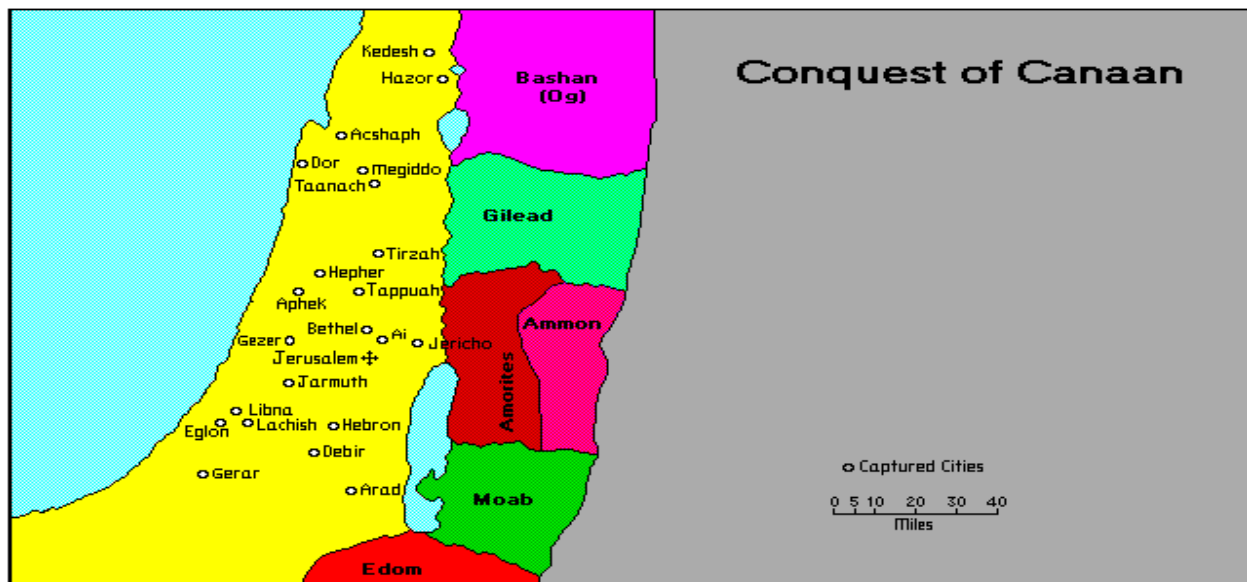 Conquest of Canaan
Kedesh
Hazor
Bashan
(Og)
Acshaph
Dor
Megiddo
Taanach
Gilead
Tirzah
Hepher
Tappuah
Aphek
Bethel
Ai
Ammon
Gezer
Jericho
Jerusalem
Jarmuth
Amorites
Libna
Eglon
Lachish
Hebron
Debir
Gerar
Arad
Moab
Edom
Captured Cities
0 5 10 20 30 40
Miles